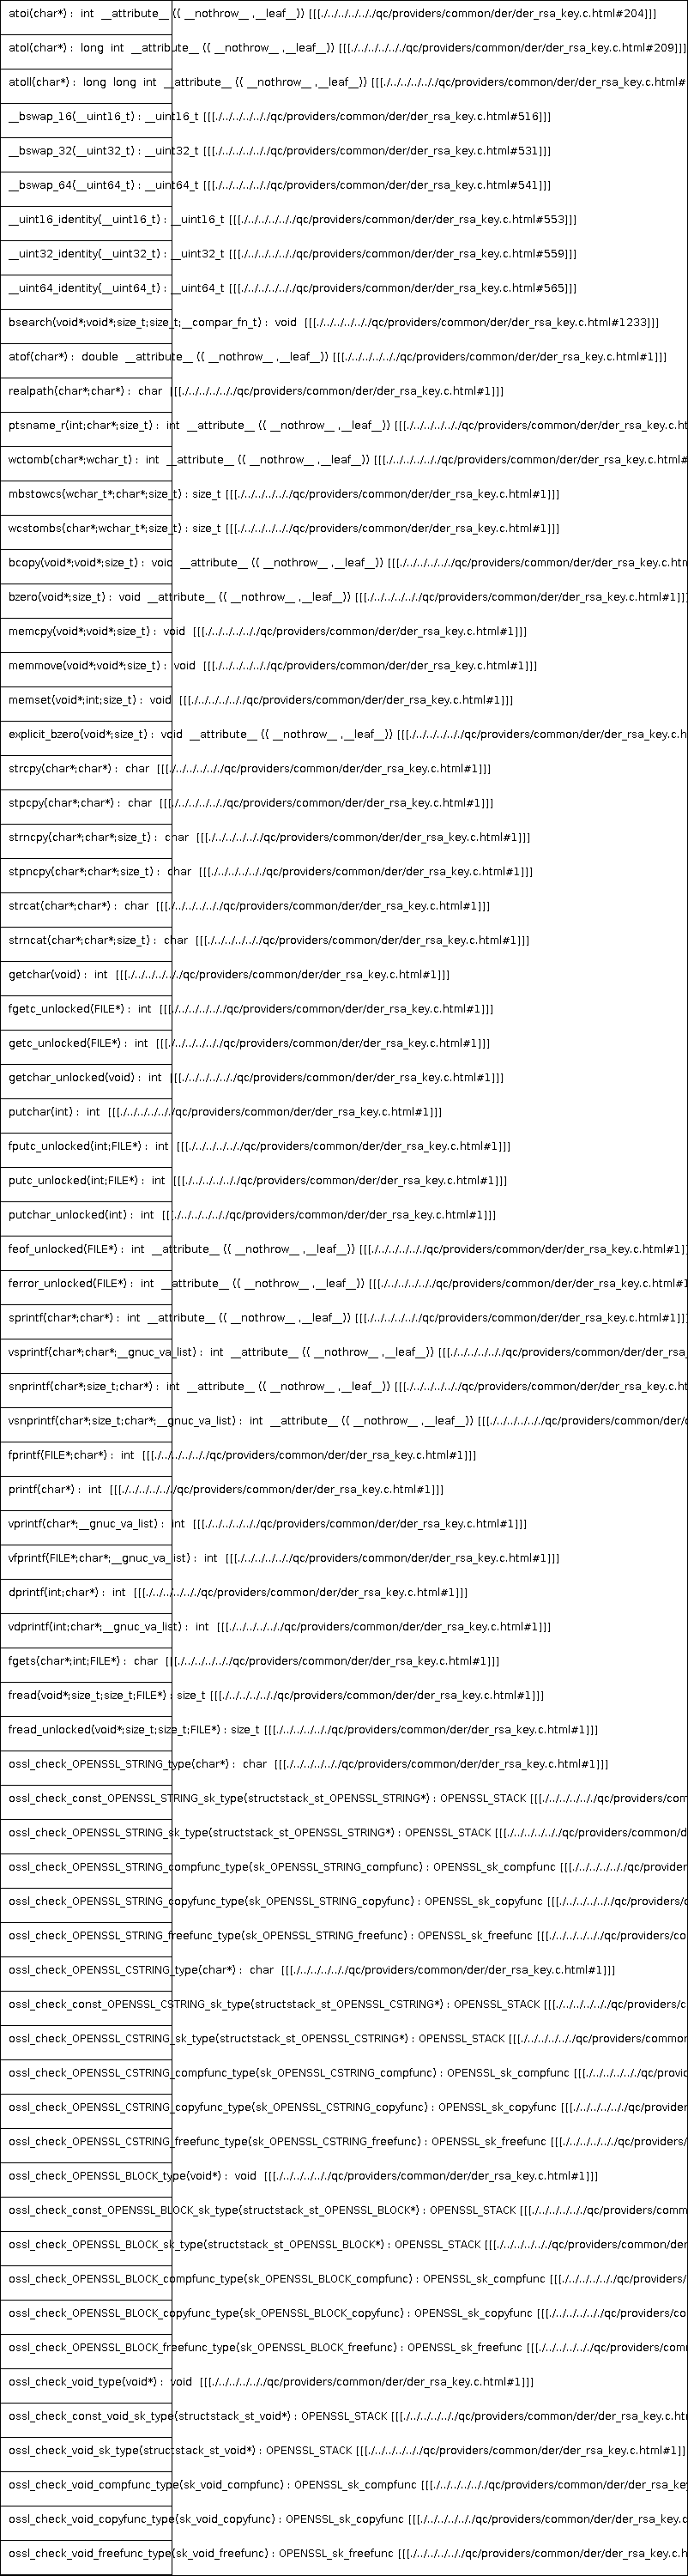 atoi(char*) : int __attribute__ (( __nothrow__ ,__leaf__)) [[[./../../../../qc/providers/common/der/der_rsa_key.c.html#204]]]
atol(char*) : long int __attribute__ (( __nothrow__ ,__leaf__)) [[[./../../../../qc/providers/common/der/der_rsa_key.c.html#209]]]
atoll(char*) : long long int __attribute__ (( __nothrow__ ,__leaf__)) [[[./../../../../qc/providers/common/der/der_rsa_key.c.html#
__bswap_16(__uint16_t) : __uint16_t [[[./../../../../qc/providers/common/der/der_rsa_key.c.html#516]]]
__bswap_32(__uint32_t) : __uint32_t [[[./../../../../qc/providers/common/der/der_rsa_key.c.html#531]]]
__bswap_64(__uint64_t) : __uint64_t [[[./../../../../qc/providers/common/der/der_rsa_key.c.html#541]]]
__uint16_identity(__uint16_t) : __uint16_t [[[./../../../../qc/providers/common/der/der_rsa_key.c.html#553]]]
__uint32_identity(__uint32_t) : __uint32_t [[[./../../../../qc/providers/common/der/der_rsa_key.c.html#559]]]
__uint64_identity(__uint64_t) : __uint64_t [[[./../../../../qc/providers/common/der/der_rsa_key.c.html#565]]]
bsearch(void*;void*;size_t;size_t;__compar_fn_t) : void [[[./../../../../qc/providers/common/der/der_rsa_key.c.html#1233]]]
atof(char*) : double __attribute__ (( __nothrow__ ,__leaf__)) [[[./../../../../qc/providers/common/der/der_rsa_key.c.html#1]]]
realpath(char*;char*) : char [[[./../../../../qc/providers/common/der/der_rsa_key.c.html#1]]]
ptsname_r(int;char*;size_t) : int __attribute__ (( __nothrow__ ,__leaf__)) [[[./../../../../qc/providers/common/der/der_rsa_key.c.ht
wctomb(char*;wchar_t) : int __attribute__ (( __nothrow__ ,__leaf__)) [[[./../../../../qc/providers/common/der/der_rsa_key.c.html#
mbstowcs(wchar_t*;char*;size_t) : size_t [[[./../../../../qc/providers/common/der/der_rsa_key.c.html#1]]]
wcstombs(char*;wchar_t*;size_t) : size_t [[[./../../../../qc/providers/common/der/der_rsa_key.c.html#1]]]
bcopy(void*;void*;size_t) : void __attribute__ (( __nothrow__ ,__leaf__)) [[[./../../../../qc/providers/common/der/der_rsa_key.c.htm
bzero(void*;size_t) : void __attribute__ (( __nothrow__ ,__leaf__)) [[[./../../../../qc/providers/common/der/der_rsa_key.c.html#1]]]
memcpy(void*;void*;size_t) : void [[[./../../../../qc/providers/common/der/der_rsa_key.c.html#1]]]
memmove(void*;void*;size_t) : void [[[./../../../../qc/providers/common/der/der_rsa_key.c.html#1]]]
memset(void*;int;size_t) : void [[[./../../../../qc/providers/common/der/der_rsa_key.c.html#1]]]
explicit_bzero(void*;size_t) : void __attribute__ (( __nothrow__ ,__leaf__)) [[[./../../../../qc/providers/common/der/der_rsa_key.c.h
strcpy(char*;char*) : char [[[./../../../../qc/providers/common/der/der_rsa_key.c.html#1]]]
stpcpy(char*;char*) : char [[[./../../../../qc/providers/common/der/der_rsa_key.c.html#1]]]
strncpy(char*;char*;size_t) : char [[[./../../../../qc/providers/common/der/der_rsa_key.c.html#1]]]
stpncpy(char*;char*;size_t) : char [[[./../../../../qc/providers/common/der/der_rsa_key.c.html#1]]]
strcat(char*;char*) : char [[[./../../../../qc/providers/common/der/der_rsa_key.c.html#1]]]
strncat(char*;char*;size_t) : char [[[./../../../../qc/providers/common/der/der_rsa_key.c.html#1]]]
getchar(void) : int [[[./../../../../qc/providers/common/der/der_rsa_key.c.html#1]]]
fgetc_unlocked(FILE*) : int [[[./../../../../qc/providers/common/der/der_rsa_key.c.html#1]]]
getc_unlocked(FILE*) : int [[[./../../../../qc/providers/common/der/der_rsa_key.c.html#1]]]
getchar_unlocked(void) : int [[[./../../../../qc/providers/common/der/der_rsa_key.c.html#1]]]
putchar(int) : int [[[./../../../../qc/providers/common/der/der_rsa_key.c.html#1]]]
fputc_unlocked(int;FILE*) : int [[[./../../../../qc/providers/common/der/der_rsa_key.c.html#1]]]
putc_unlocked(int;FILE*) : int [[[./../../../../qc/providers/common/der/der_rsa_key.c.html#1]]]
putchar_unlocked(int) : int [[[./../../../../qc/providers/common/der/der_rsa_key.c.html#1]]]
feof_unlocked(FILE*) : int __attribute__ (( __nothrow__ ,__leaf__)) [[[./../../../../qc/providers/common/der/der_rsa_key.c.html#1]]]
ferror_unlocked(FILE*) : int __attribute__ (( __nothrow__ ,__leaf__)) [[[./../../../../qc/providers/common/der/der_rsa_key.c.html#1
sprintf(char*;char*) : int __attribute__ (( __nothrow__ ,__leaf__)) [[[./../../../../qc/providers/common/der/der_rsa_key.c.html#1]]]
vsprintf(char*;char*;__gnuc_va_list) : int __attribute__ (( __nothrow__ ,__leaf__)) [[[./../../../../qc/providers/common/der/der_rsa_
snprintf(char*;size_t;char*) : int __attribute__ (( __nothrow__ ,__leaf__)) [[[./../../../../qc/providers/common/der/der_rsa_key.c.ht
vsnprintf(char*;size_t;char*;__gnuc_va_list) : int __attribute__ (( __nothrow__ ,__leaf__)) [[[./../../../../qc/providers/common/der/d
fprintf(FILE*;char*) : int [[[./../../../../qc/providers/common/der/der_rsa_key.c.html#1]]]
printf(char*) : int [[[./../../../../qc/providers/common/der/der_rsa_key.c.html#1]]]
vprintf(char*;__gnuc_va_list) : int [[[./../../../../qc/providers/common/der/der_rsa_key.c.html#1]]]
vfprintf(FILE*;char*;__gnuc_va_list) : int [[[./../../../../qc/providers/common/der/der_rsa_key.c.html#1]]]
dprintf(int;char*) : int [[[./../../../../qc/providers/common/der/der_rsa_key.c.html#1]]]
vdprintf(int;char*;__gnuc_va_list) : int [[[./../../../../qc/providers/common/der/der_rsa_key.c.html#1]]]
fgets(char*;int;FILE*) : char [[[./../../../../qc/providers/common/der/der_rsa_key.c.html#1]]]
fread(void*;size_t;size_t;FILE*) : size_t [[[./../../../../qc/providers/common/der/der_rsa_key.c.html#1]]]
fread_unlocked(void*;size_t;size_t;FILE*) : size_t [[[./../../../../qc/providers/common/der/der_rsa_key.c.html#1]]]
ossl_check_OPENSSL_STRING_type(char*) : char [[[./../../../../qc/providers/common/der/der_rsa_key.c.html#1]]]
ossl_check_const_OPENSSL_STRING_sk_type(structstack_st_OPENSSL_STRING*) : OPENSSL_STACK [[[./../../../../qc/providers/com
ossl_check_OPENSSL_STRING_sk_type(structstack_st_OPENSSL_STRING*) : OPENSSL_STACK [[[./../../../../qc/providers/common/d
ossl_check_OPENSSL_STRING_compfunc_type(sk_OPENSSL_STRING_compfunc) : OPENSSL_sk_compfunc [[[./../../../../qc/provider
ossl_check_OPENSSL_STRING_copyfunc_type(sk_OPENSSL_STRING_copyfunc) : OPENSSL_sk_copyfunc [[[./../../../../qc/providers/c
ossl_check_OPENSSL_STRING_freefunc_type(sk_OPENSSL_STRING_freefunc) : OPENSSL_sk_freefunc [[[./../../../../qc/providers/co
ossl_check_OPENSSL_CSTRING_type(char*) : char [[[./../../../../qc/providers/common/der/der_rsa_key.c.html#1]]]
ossl_check_const_OPENSSL_CSTRING_sk_type(structstack_st_OPENSSL_CSTRING*) : OPENSSL_STACK [[[./../../../../qc/providers/c
ossl_check_OPENSSL_CSTRING_sk_type(structstack_st_OPENSSL_CSTRING*) : OPENSSL_STACK [[[./../../../../qc/providers/common
ossl_check_OPENSSL_CSTRING_compfunc_type(sk_OPENSSL_CSTRING_compfunc) : OPENSSL_sk_compfunc [[[./../../../../qc/provid
ossl_check_OPENSSL_CSTRING_copyfunc_type(sk_OPENSSL_CSTRING_copyfunc) : OPENSSL_sk_copyfunc [[[./../../../../qc/provider
ossl_check_OPENSSL_CSTRING_freefunc_type(sk_OPENSSL_CSTRING_freefunc) : OPENSSL_sk_freefunc [[[./../../../../qc/providers/
ossl_check_OPENSSL_BLOCK_type(void*) : void [[[./../../../../qc/providers/common/der/der_rsa_key.c.html#1]]]
ossl_check_const_OPENSSL_BLOCK_sk_type(structstack_st_OPENSSL_BLOCK*) : OPENSSL_STACK [[[./../../../../qc/providers/comm
ossl_check_OPENSSL_BLOCK_sk_type(structstack_st_OPENSSL_BLOCK*) : OPENSSL_STACK [[[./../../../../qc/providers/common/der
ossl_check_OPENSSL_BLOCK_compfunc_type(sk_OPENSSL_BLOCK_compfunc) : OPENSSL_sk_compfunc [[[./../../../../qc/providers/
ossl_check_OPENSSL_BLOCK_copyfunc_type(sk_OPENSSL_BLOCK_copyfunc) : OPENSSL_sk_copyfunc [[[./../../../../qc/providers/co
ossl_check_OPENSSL_BLOCK_freefunc_type(sk_OPENSSL_BLOCK_freefunc) : OPENSSL_sk_freefunc [[[./../../../../qc/providers/com
ossl_check_void_type(void*) : void [[[./../../../../qc/providers/common/der/der_rsa_key.c.html#1]]]
ossl_check_const_void_sk_type(structstack_st_void*) : OPENSSL_STACK [[[./../../../../qc/providers/common/der/der_rsa_key.c.htm
ossl_check_void_sk_type(structstack_st_void*) : OPENSSL_STACK [[[./../../../../qc/providers/common/der/der_rsa_key.c.html#1]]]
ossl_check_void_compfunc_type(sk_void_compfunc) : OPENSSL_sk_compfunc [[[./../../../../qc/providers/common/der/der_rsa_key
ossl_check_void_copyfunc_type(sk_void_copyfunc) : OPENSSL_sk_copyfunc [[[./../../../../qc/providers/common/der/der_rsa_key.c
ossl_check_void_freefunc_type(sk_void_freefunc) : OPENSSL_sk_freefunc [[[./../../../../qc/providers/common/der/der_rsa_key.c.h